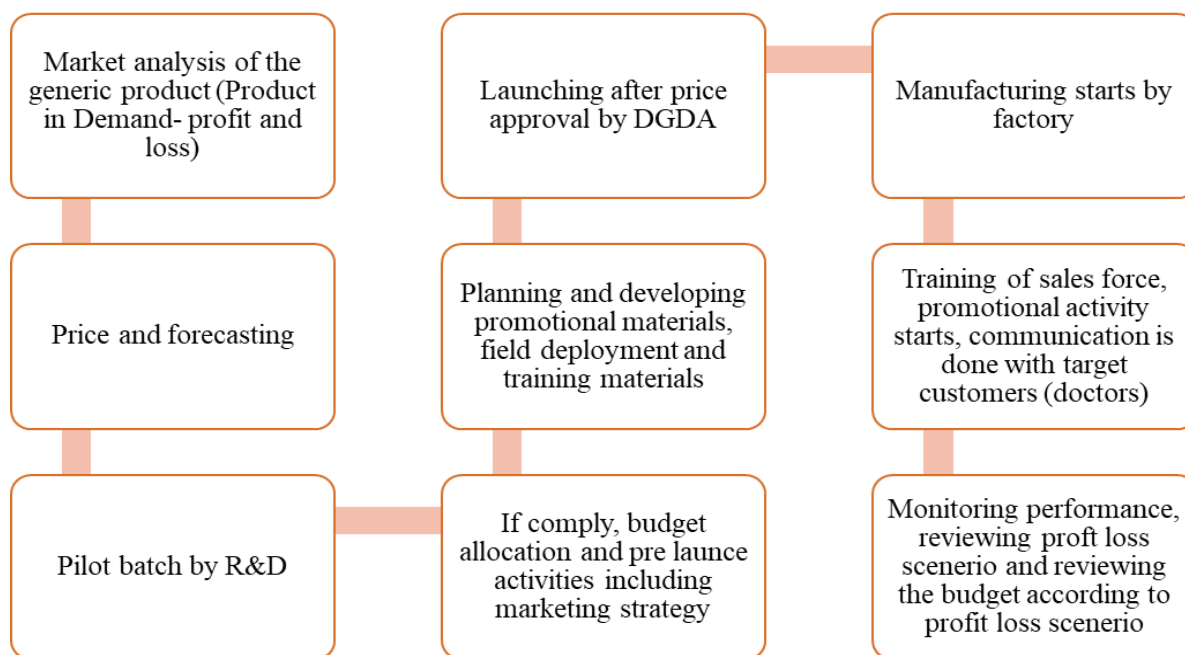 Market analysis of the
generic product (Product
in Demand- profit and
loss)
Price and forecasting
Pilot batch by R&D
If comply, budget
allocation and pre launce
activities including
marketing strategy
Planning and developing
promotional materials,
field deployment and
training materials
Launching after price
approval by DGDA
Manufacturing starts by
factory
Training of sales force,
promotional activity
starts, communication is
done with target
customers (doctors)
Monitoring performance,
reviewing proft loss
scenerio and reviewing
the budget according to
profit loss scenerio